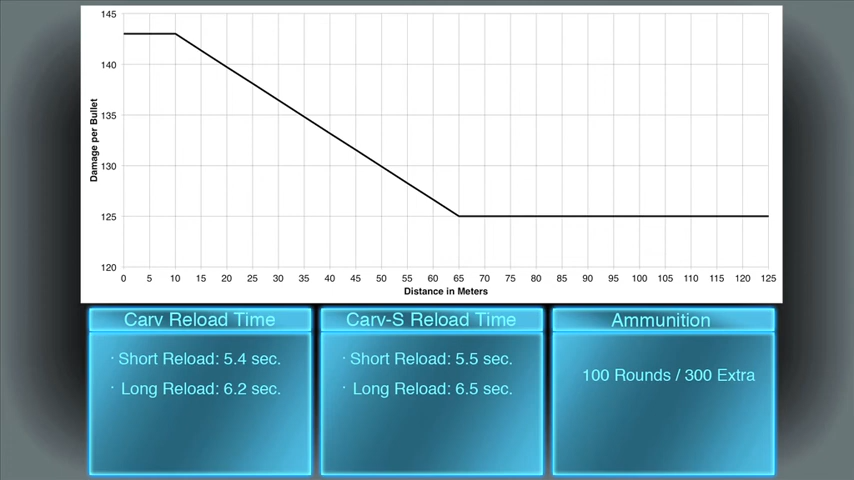 145
140
135
130
125
120
Damage per Bullet
0 5 10 15 20 25 30 35 40 45 50 55 60 65 70 75 80 85 90 95 100 105 110 115 120 125
Distance in Meters
Carv Reload Time
· Short Reload: 5.4 sec.
· Long Reload: 6.2 sec.
Carv-S Reload Time
· Short Reload: 5.5 sec.
· Long Reload: 6.5 sec.
Ammunition
100 Rounds / 300 Extra